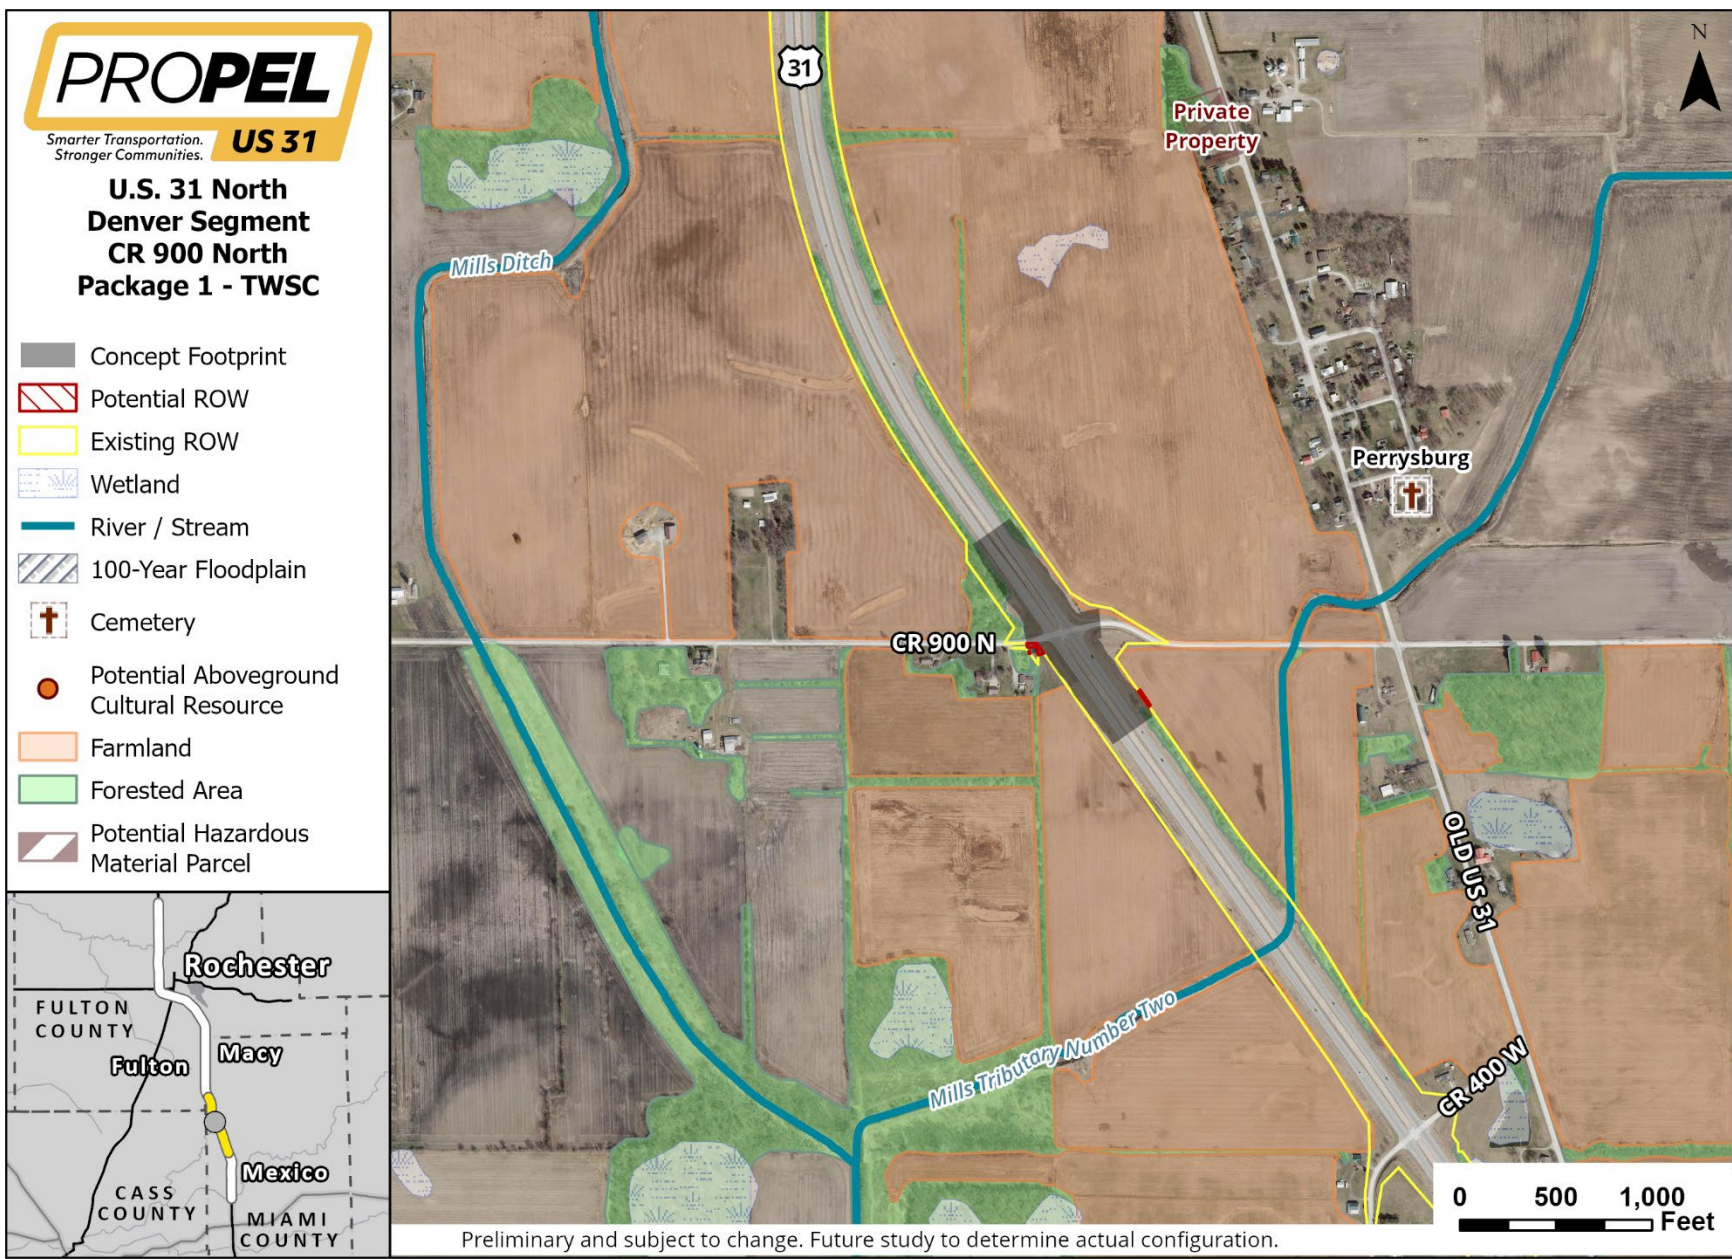 PROPEL
Smarter Transportation.
Stronger Communities.
US 31
U.S. 31 North
Denver Segment
CR 900 North
Package 1 - TWSC
Concept Footprint
Potential ROW
Existing ROW
Wetland
River / Stream
100-Year Floodplain
Cemetery
Potential Aboveground
Cultural Resource
Farmland
Forested Area
Potential Hazardous
Material Parcel
Rochester
FULTON
COUNTY
Fulton
Macy
Mexico
CASS
COUNTY
MIAMI
COUNTY
31
N
Private
Property
Mills Ditch
Perrysburg
CR 900 N
OLD US 31
Mills Tributary Number Two
CR 400 W
0 500 1,000
Feet
Preliminary and subject to change. Future study to determine actual configuration.